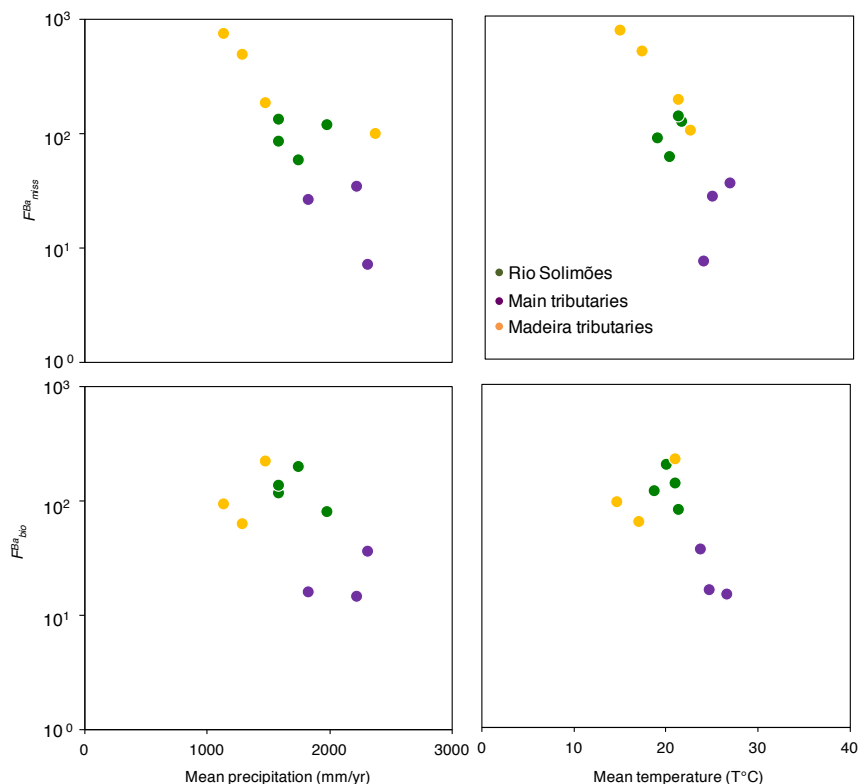 10³
10²
10¹
10⁰
F^Ba_miss
Rio Solimões
Main tributaries
Madeira tributaries
10³
10²
10¹
10⁰
F^Ba_bio
0
1000
2000
3000
Mean precipitation (mm/yr)
0
10
20
30
40
Mean temperature (T°C)